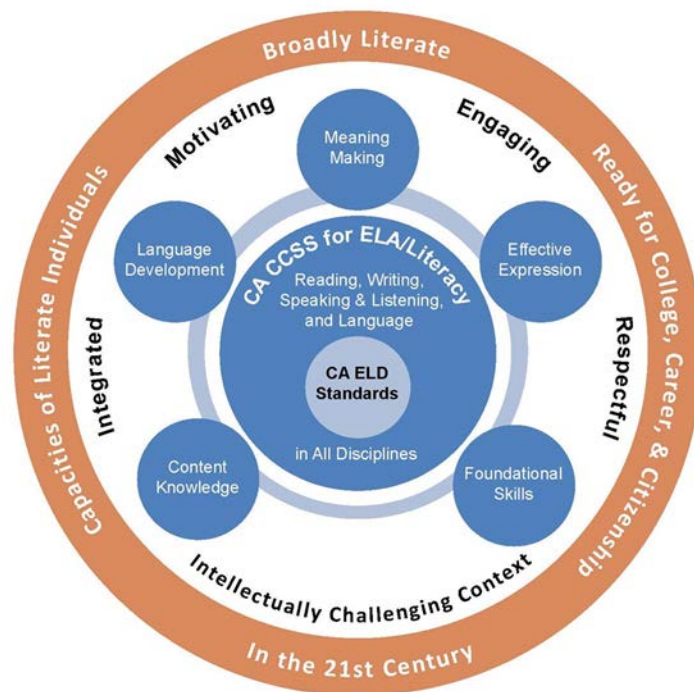 Broadly Literate
Ready for College, Career, & Citizenship
In the 21st Century
Capacities of Literate Individuals
Motivating
Engaging
Respectful
Intellectually Challenging Context
Integrated
Meaning
Making
Effective
Expression
Foundational
Skills
Content
Knowledge
Language
Development
CA CCSS for ELA/Literacy
Reading, Writing,
Speaking & Listening,
and Language
CA ELD
Standards
in All Disciplines